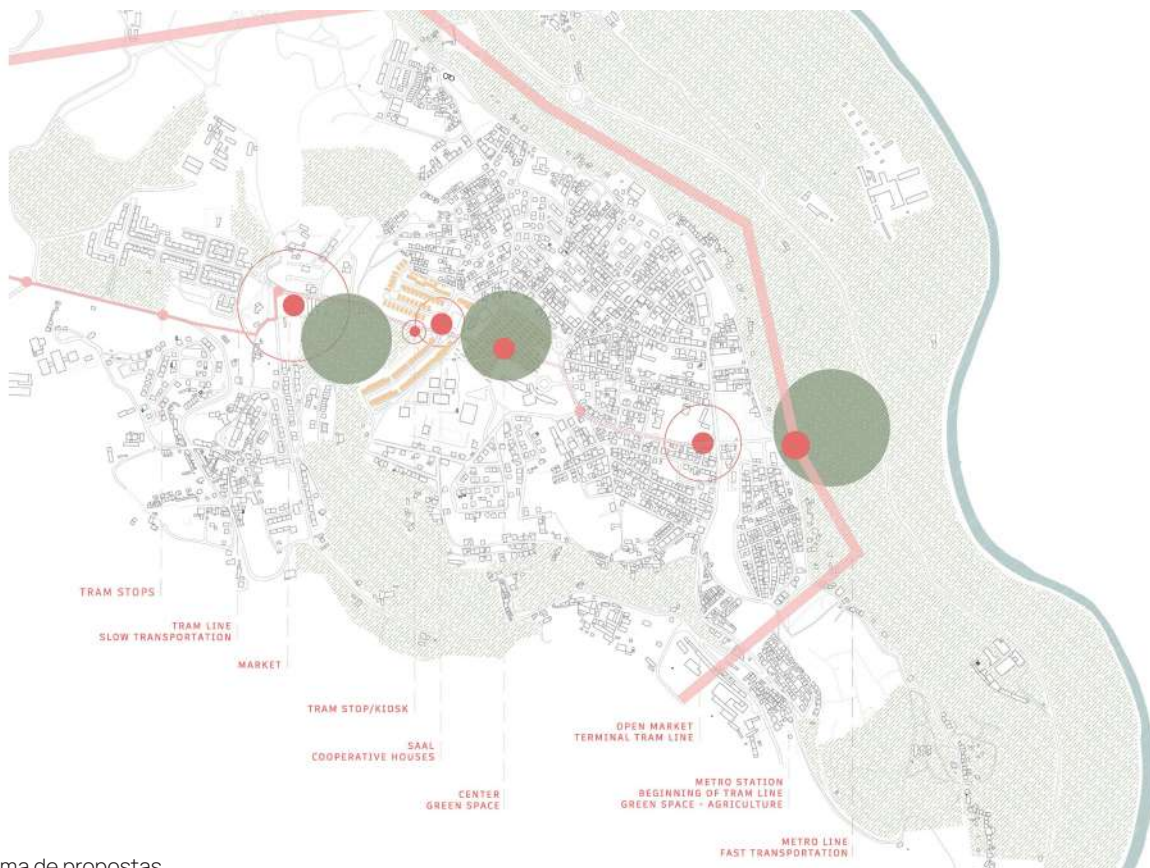 TRAM STOPS
TRAM LINE
SLOW TRANSPORTATION
MARKET
TRAM STOP/KIOSK
SAAL
COOPERATIVE HOUSES
CENTER
GREEN SPACE
OPEN MARKET
TERMINAL TRAM LINE
METRO STATION
BEGINNING OF TRAM LINE
GREEN SPACE - AGRICULTURE
METRO LINE
FAST TRANSPORTATION
de propostas